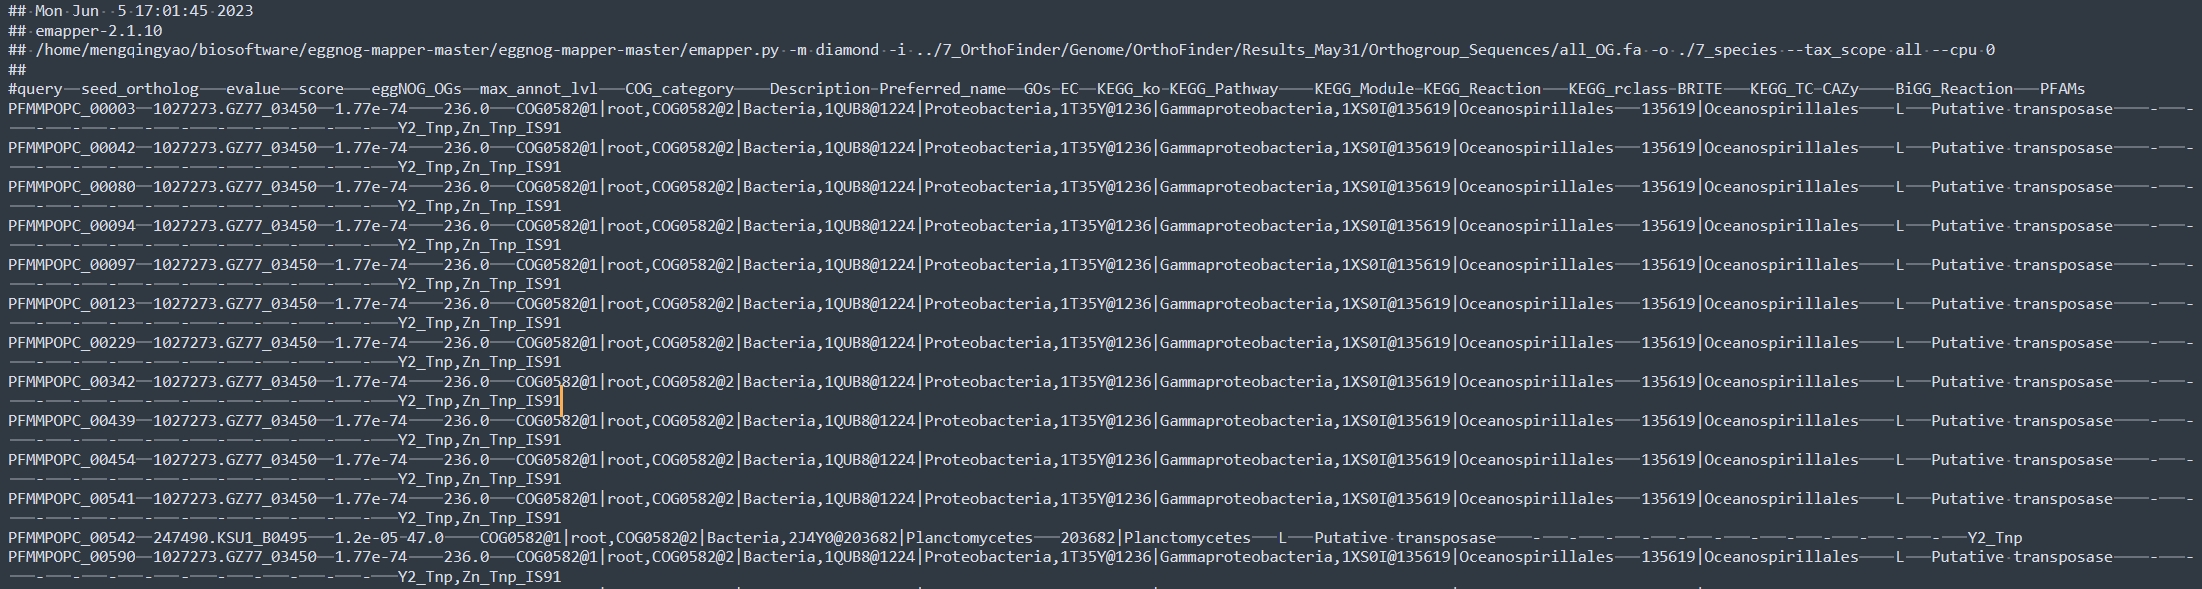 ## Mon Jun  5 17:01:45 2023
## emapper-2.1.10
## /home/mengqingyao/biosoftware/eggnog-mapper-master/eggnog-mapper-master/emapper.py -m diamond -i ../7_OrthoFinder/Genome/OrthoFinder/Results_May31/Orthogroup_Sequences/all_OG.fa -o ./7_species --tax_scope all --cpu 0
##
#query seed_ortholog evalue score eggNOG_OGs max_annot_lvl COG_category Description Preferred_name GOs EC KEGG_ko KEGG_Pathway KEGG_Module KEGG_Reaction KEGG_rclass BRITE KEGG_TC CAZy BiGG_Reaction PFAMs
PFMMPOPC_00003 1027273.GZ77_03450 1.77e-74 236.0 COG0582@1|root,COG0582@2|Bacteria,1QUB8@1224|Proteobacteria,1T35Y@1236|Gammaproteobacteria,1XS0I@135619|Oceanospirillales 135619|Oceanospirillales L Putative transposase - -
- - - - - - - - Y2_Tnp,Zn_Tnp_IS91
PFMMPOPC_00042 1027273.GZ77_03450 1.77e-74 236.0 COG0582@1|root,COG0582@2|Bacteria,1QUB8@1224|Proteobacteria,1T35Y@1236|Gammaproteobacteria,1XS0I@135619|Oceanospirillales 135619|Oceanospirillales L Putative transposase - -
- - - - - - - - Y2_Tnp,Zn_Tnp_IS91
PFMMPOPC_00080 1027273.GZ77_03450 1.77e-74 236.0 COG0582@1|root,COG0582@2|Bacteria,1QUB8@1224|Proteobacteria,1T35Y@1236|Gammaproteobacteria,1XS0I@135619|Oceanospirillales 135619|Oceanospirillales L Putative transposase - -
- - - - - - - - Y2_Tnp,Zn_Tnp_IS91
PFMMPOPC_00094 1027273.GZ77_03450 1.77e-74 236.0 COG0582@1|root,COG0582@2|Bacteria,1QUB8@1224|Proteobacteria,1T35Y@1236|Gammaproteobacteria,1XS0I@135619|Oceanospirillales 135619|Oceanospirillales L Putative transposase - -
- - - - - - - - Y2_Tnp,Zn_Tnp_IS91
PFMMPOPC_00097 1027273.GZ77_03450 1.77e-74 236.0 COG0582@1|root,COG0582@2|Bacteria,1QUB8@1224|Proteobacteria,1T35Y@1236|Gammaproteobacteria,1XS0I@135619|Oceanospirillales 135619|Oceanospirillales L Putative transposase - -
- - - - - - - - Y2_Tnp,Zn_Tnp_IS91
PFMMPOPC_00123 1027273.GZ77_03450 1.77e-74 236.0 COG0582@1|root,COG0582@2|Bacteria,1QUB8@1224|Proteobacteria,1T35Y@1236|Gammaproteobacteria,1XS0I@135619|Oceanospirillales 135619|Oceanospirillales L Putative transposase - -
- - - - - - - - Y2_Tnp,Zn_Tnp_IS91
PFMMPOPC_00229 1027273.GZ77_03450 1.77e-74 236.0 COG0582@1|root,COG0582@2|Bacteria,1QUB8@1224|Proteobacteria,1T35Y@1236|Gammaproteobacteria,1XS0I@135619|Oceanospirillales 135619|Oceanospirillales L Putative transposase - -
- - - - - - - - Y2_Tnp,Zn_Tnp_IS91
PFMMPOPC_00342 1027273.GZ77_03450 1.77e-74 236.0 COG0582@1|root,COG0582@2|Bacteria,1QUB8@1224|Proteobacteria,1T35Y@1236|Gammaproteobacteria,1XS0I@135619|Oceanospirillales 135619|Oceanospirillales L Putative transposase - -
- - - - - - - - Y2_Tnp,Zn_Tnp_IS91
PFMMPOPC_00439 1027273.GZ77_03450 1.77e-74 236.0 COG0582@1|root,COG0582@2|Bacteria,1QUB8@1224|Proteobacteria,1T35Y@1236|Gammaproteobacteria,1XS0I@135619|Oceanospirillales 135619|Oceanospirillales L Putative transposase - -
- - - - - - - - Y2_Tnp,Zn_Tnp_IS91
PFMMPOPC_00454 1027273.GZ77_03450 1.77e-74 236.0 COG0582@1|root,COG0582@2|Bacteria,1QUB8@1224|Proteobacteria,1T35Y@1236|Gammaproteobacteria,1XS0I@135619|Oceanospirillales 135619|Oceanospirillales L Putative transposase - -
- - - - - - - - Y2_Tnp,Zn_Tnp_IS91
PFMMPOPC_00541 1027273.GZ77_03450 1.77e-74 236.0 COG0582@1|root,COG0582@2|Bacteria,1QUB8@1224|Proteobacteria,1T35Y@1236|Gammaproteobacteria,1XS0I@135619|Oceanospirillales 135619|Oceanospirillales L Putative transposase - -
- - - - - - - - Y2_Tnp,Zn_Tnp_IS91
PFMMPOPC_00542 247490.KSU1_B0495 1.2e-05 47.0 COG0582@1|root,COG0582@2|Bacteria,2J4Y0@203682|Planctomycetes 203682|Planctomycetes L Putative transposase - - - - - - - - - - Y2_Tnp
PFMMPOPC_00590 1027273.GZ77_03450 1.77e-74 236.0 COG0582@1|root,COG0582@2|Bacteria,1QUB8@1224|Proteobacteria,1T35Y@1236|Gammaproteobacteria,1XS0I@135619|Oceanospirillales 135619|Oceanospirillales L Putative transposase - -
- - - - - - - - Y2_Tnp,Zn_Tnp_IS91